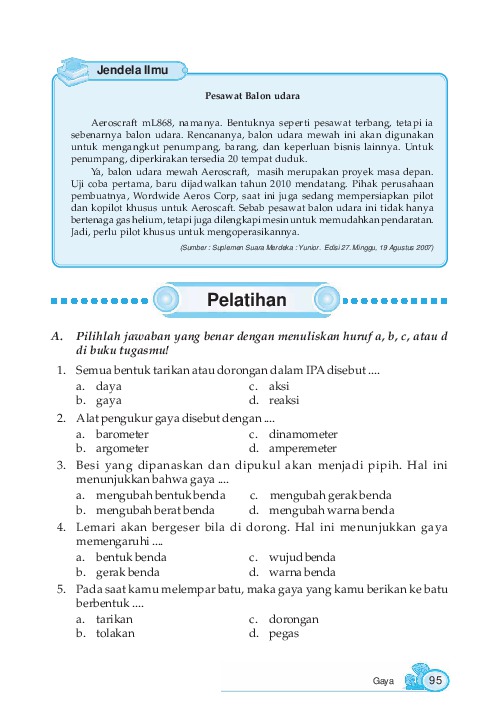 Jendela Ilmu
Pesawat Balon udara
Aeroscraft mL868, namanya. Bentuknya seperti pesawat terbang, tetapi ia
sebenarnya balon udara. Rencananya, balon udara mewah ini akan digunakan
untuk mengangkut penumpang, barang, dan keperluan bisnis lainnya. Untuk
penumpang, diperkirakan tersedia 20 tempat duduk.
Ya, balon udara mewah Aeroscraft, masih merupakan proyek masa depan.
Uji coba pertama, baru dijadwalkan tahun 2010 mendatang. Pihak perusahaan
pembuatnya, Wordwide Aeros Corp, saat ini juga sedang mempersiapkan pilot
dan kopilot khusus untuk Aeroscaft. Sebab pesawat balon udara ini tidak hanya
bertenaga gas helium, tetapi juga dilengkapi mesin untuk memudahkan pendaratan.
Jadi, perlu pilot khusus untuk mengoperasikannya.
(Sumber : Suplemen Suara Merdeka : Yunior. Edisi 27. Minggu, 19 Agustus 2007)
Pelatihan
A. Pilihlah jawaban yang benar dengan menuliskan huruf a, b, c, atau d
di buku tugasmu!
1. Semua bentuk tarikan atau dorongan dalam IPA disebut ....
a. daya c. aksi
b. gaya d. reaksi
2. Alat pengukur gaya disebut dengan ....
a. barometer c. dinamometer
b. argometer d. amperemeter
3. Besi yang dipanaskan dan dipukul akan menjadi pipih. Hal ini
menunjukkan bahwa gaya ....
a. mengubah bentuk benda c. mengubah gerak benda
b. mengubah berat benda d. mengubah warna benda
4. Lemari akan bergeser bila di dorong. Hal ini menunjukkan gaya
memengaruhi ....
a. bentuk benda c. wujud benda
b. gerak benda d. warna benda
5. Pada saat kamu melempar batu, maka gaya yang kamu berikan ke batu
berbentuk ....
a. tarikan c. dorongan
b. tolakan d. pegas
Gaya 95